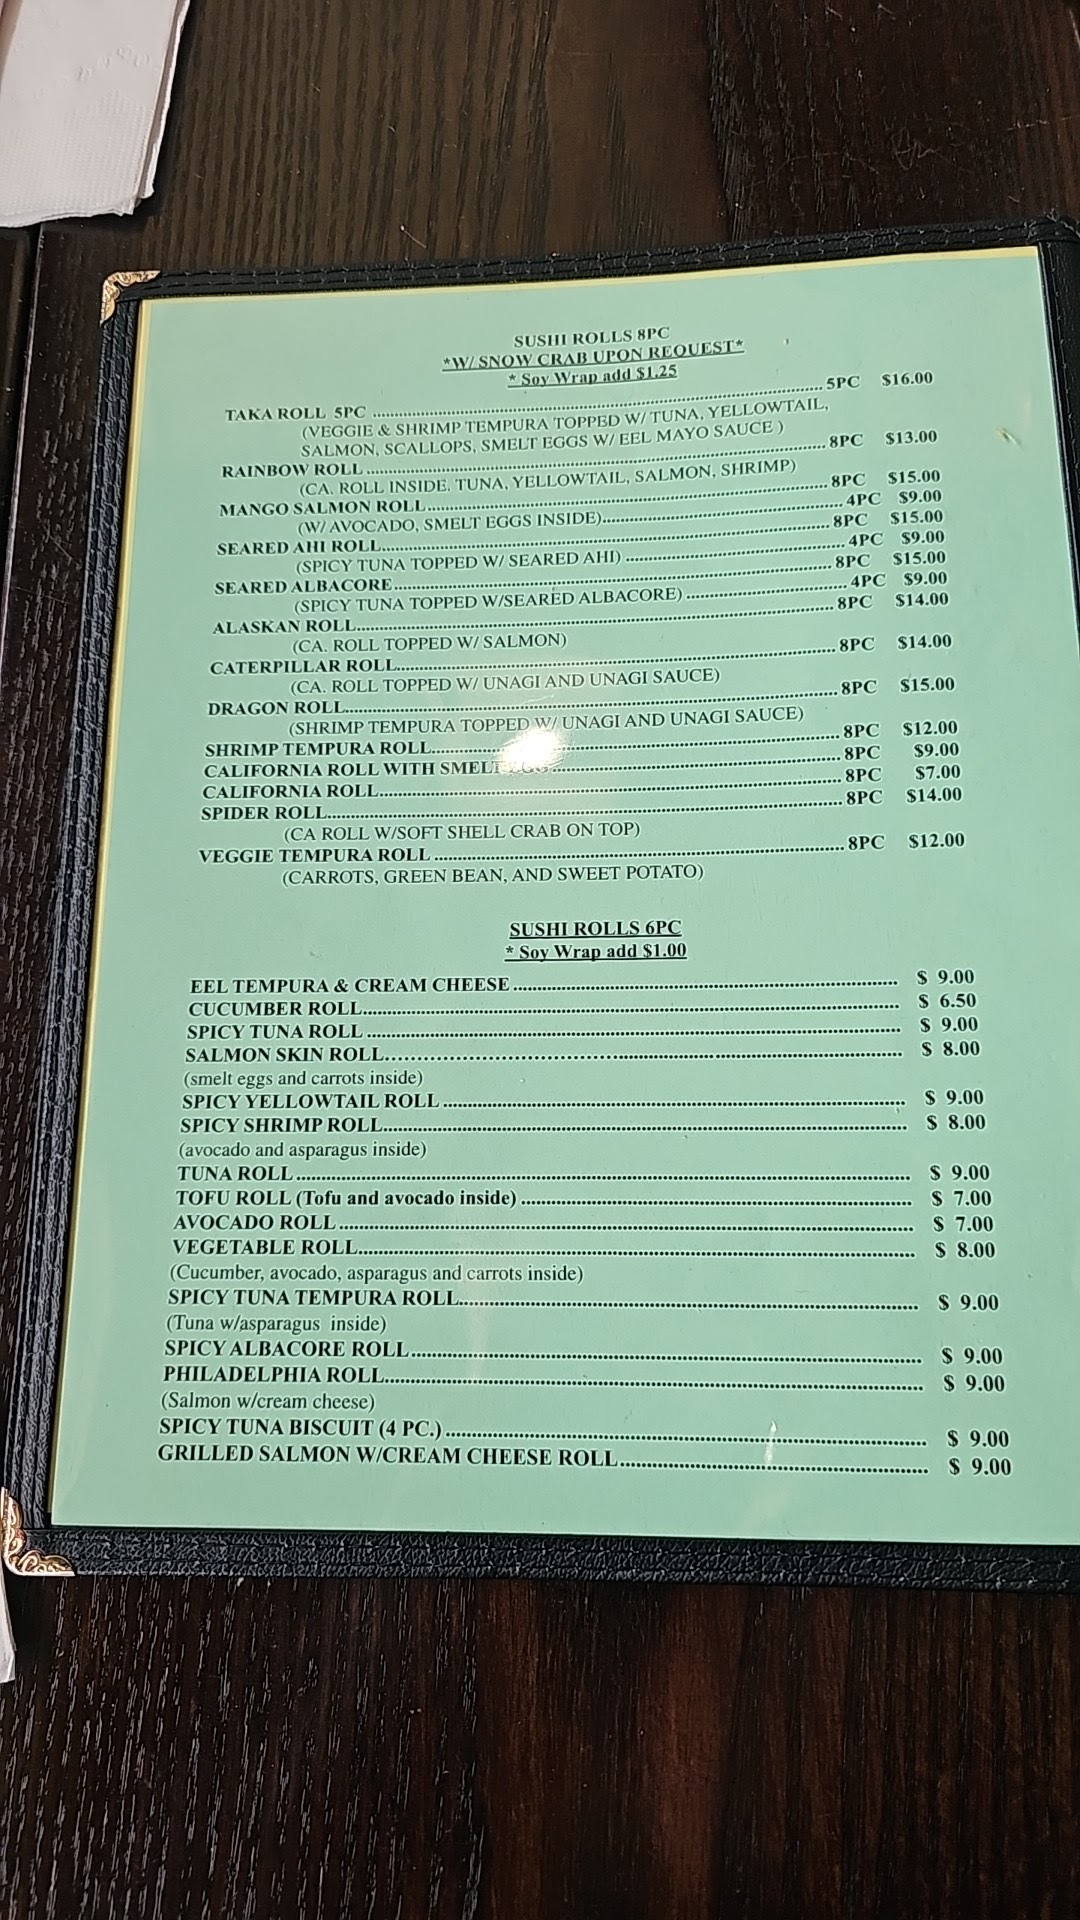 SUSHI ROLLS 8PC
*W/ SNOW CRAB UPON REQUEST*
* Soy Wrap add $1.25
TAKA ROLL 5PC ........ 5PC $16.00
(VEGGIE & SHRIMP TEMPURA TOPPED W/ TUNA, YELLOWTAIL,
SALMON, SCALLOPS, SMELT EGGS W/ EEL MAYO SAUCE )
RAINBOW ROLL ........ 8PC $13.00
(CA. ROLL INSIDE. TUNA, YELLOWTAIL, SALMON, SHRIMP)
MANGO SALMON ROLL ........ 8PC $15.00
(W/ AVOCADO, SMELT EGGS INSIDE) ........ 4PC $9.00
SEARED AHI ROLL ........ 8PC $15.00
(SPICY TUNA TOPPED W/ SEARED AHI) ........ 4PC $9.00
SEARED ALBACORE ........ 8PC $15.00
(SPICY TUNA TOPPED W/SEARED ALBACORE) ........ 4PC $9.00
ALASKAN ROLL ........ 8PC $14.00
(CA. ROLL TOPPED W/ SALMON)
CATERPILLAR ROLL ........ 8PC $14.00
(CA. ROLL TOPPED W/ UNAGI AND UNAGI SAUCE)
DRAGON ROLL ........ 8PC $15.00
(SHRIMP TEMPURA TOPPED W/ UNAGI AND UNAGI SAUCE)
SHRIMP TEMPURA ROLL ........ 8PC $12.00
CALIFORNIA ROLL WITH SMELT EGG ........ 8PC $9.00
CALIFORNIA ROLL ........ 8PC $7.00
SPIDER ROLL ........ 8PC $14.00
(CA ROLL W/SOFT SHELL CRAB ON TOP)
VEGGIE TEMPURA ROLL ........ 8PC $12.00
(CARROTS, GREEN BEAN, AND SWEET POTATO)
SUSHI ROLLS 6PC
* Soy Wrap add $1.00
EEL TEMPURA & CREAM CHEESE ........ $ 9.00
CUCUMBER ROLL ........ $ 6.50
SPICY TUNA ROLL ........ $ 9.00
SALMON SKIN ROLL ........ $ 8.00
(smelt eggs and carrots inside)
SPICY YELLOWTAIL ROLL ........ $ 9.00
SPICY SHRIMP ROLL ........ $ 8.00
(avocado and asparagus inside)
TUNA ROLL ........ $ 9.00
TOFU ROLL (Tofu and avocado inside) ........ $ 7.00
AVOCADO ROLL ........ $ 7.00
VEGETABLE ROLL ........ $ 8.00
(Cucumber, avocado, asparagus and carrots inside)
SPICY TUNA TEMPURA ROLL ........ $ 9.00
(Tuna w/asparagus inside)
SPICY ALBACORE ROLL ........ $ 9.00
PHILADELPHIA ROLL ........ $ 9.00
(Salmon w/cream cheese)
SPICY TUNA BISCUIT (4 PC.) ........ $ 9.00
GRILLED SALMON W/CREAM CHEESE ROLL ........ $ 9.00